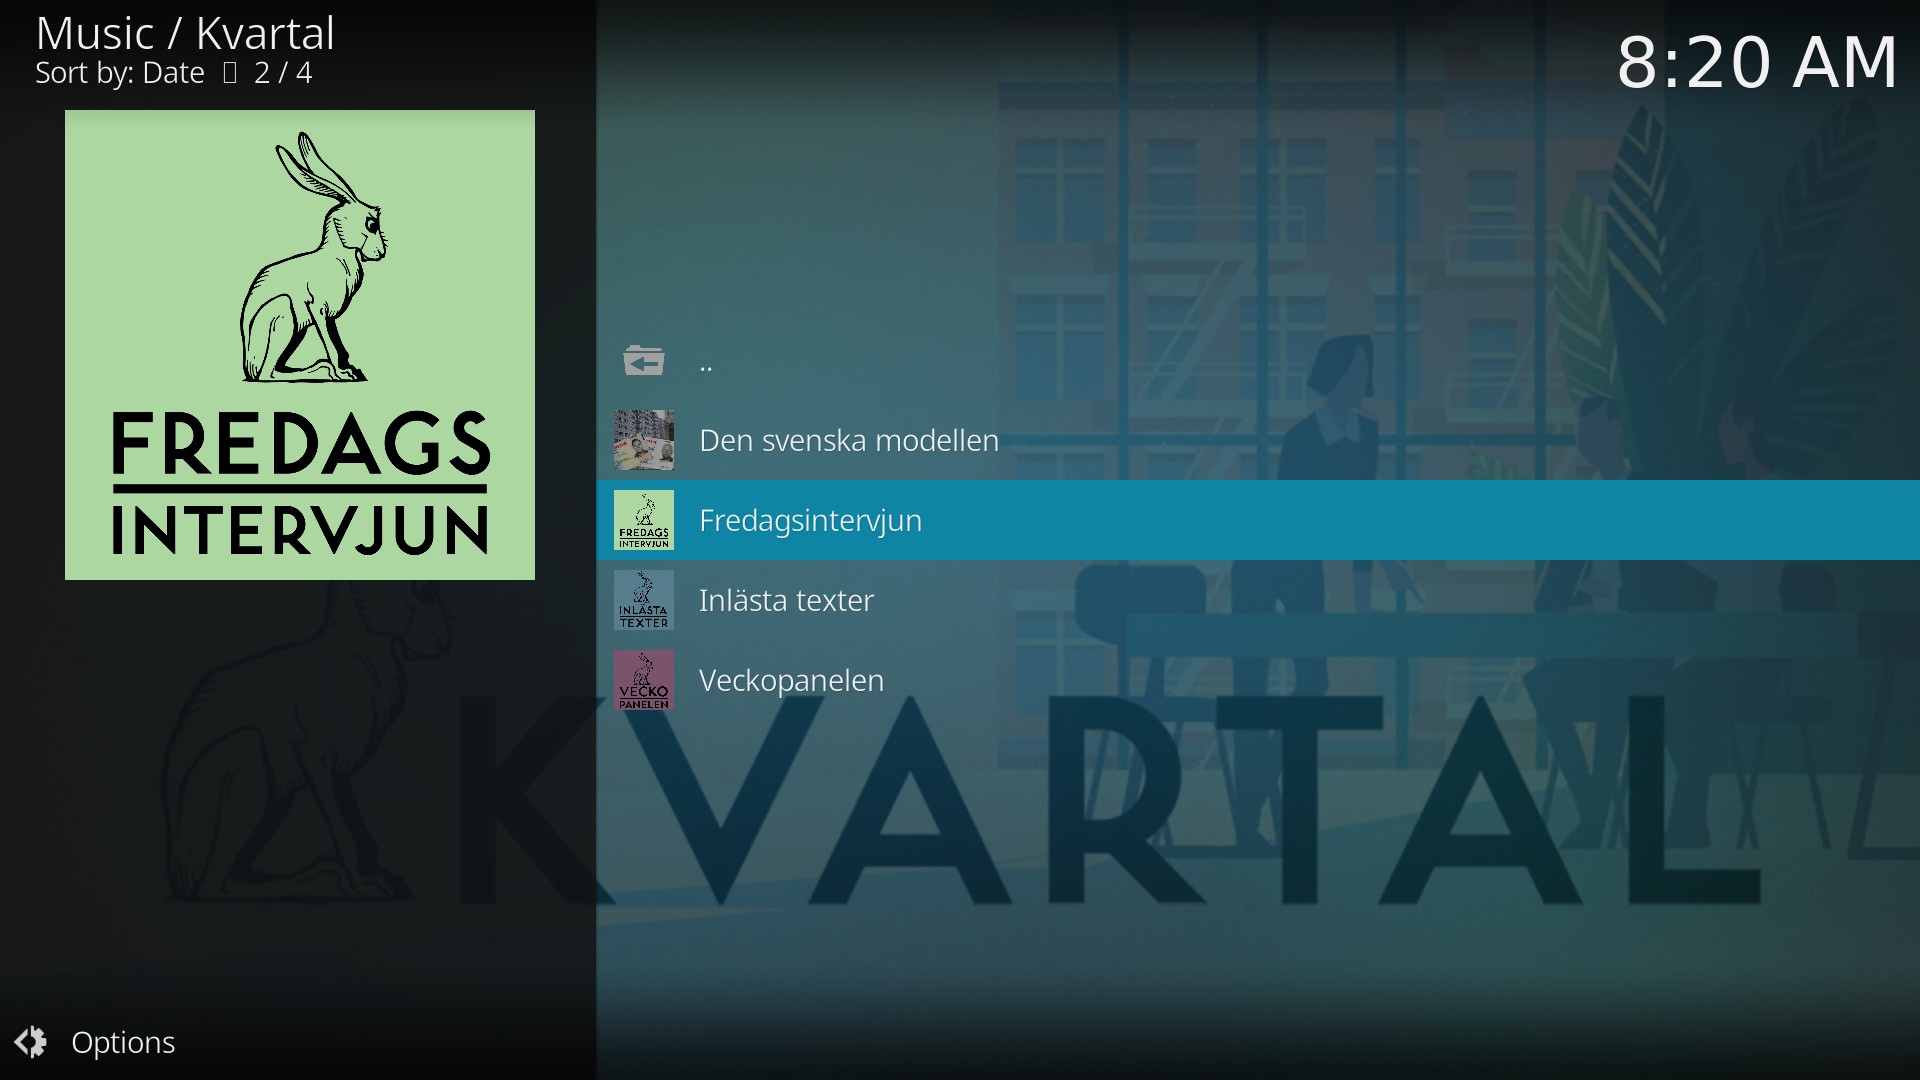 Music / Kvartal
Sort by: Date 2 / 4
8:20 AM
FREDAGS
INTERVJUN
..
Den svenska modellen
FREDAGS
INTERVJUN
Fredagsintervjun
INLÄSTA
TEXTER
Inlästa texter
VECKO
PANELEN
Veckopanelen
KVARTAL
Options